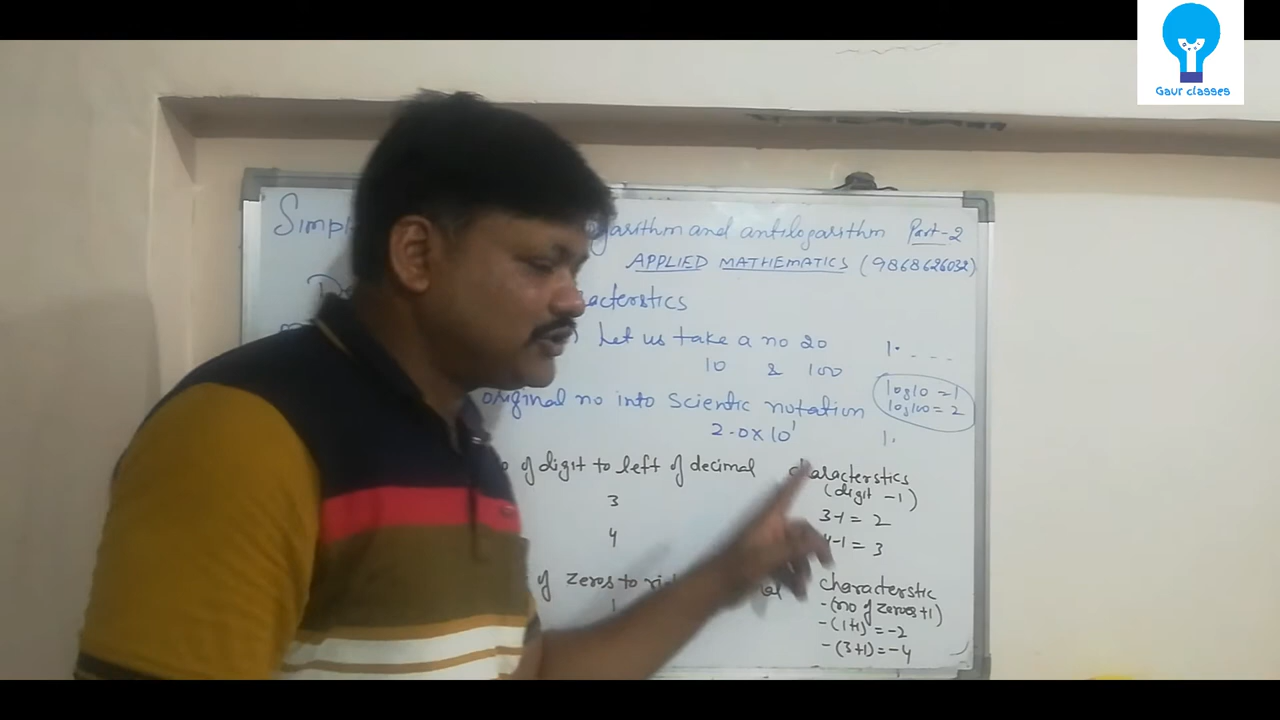 Gaur classes
Simpl garithm and antilogarithm Part-2
APPLIED MATHEMATICS (9868626032)
acterstics
Let us take a no 20 1. - - -
10 & 100
log10 = 1
original no into Scientic notation log100 = 2
2.0x10¹ 1.
of digit to left of decimal characterstics
(digit -1)
3 3-1 = 2
4 4-1 = 3
of zeros to ri al characterstic
1 -(no of zeros+1)
-(1+1) = -2
-(3+1) = -4